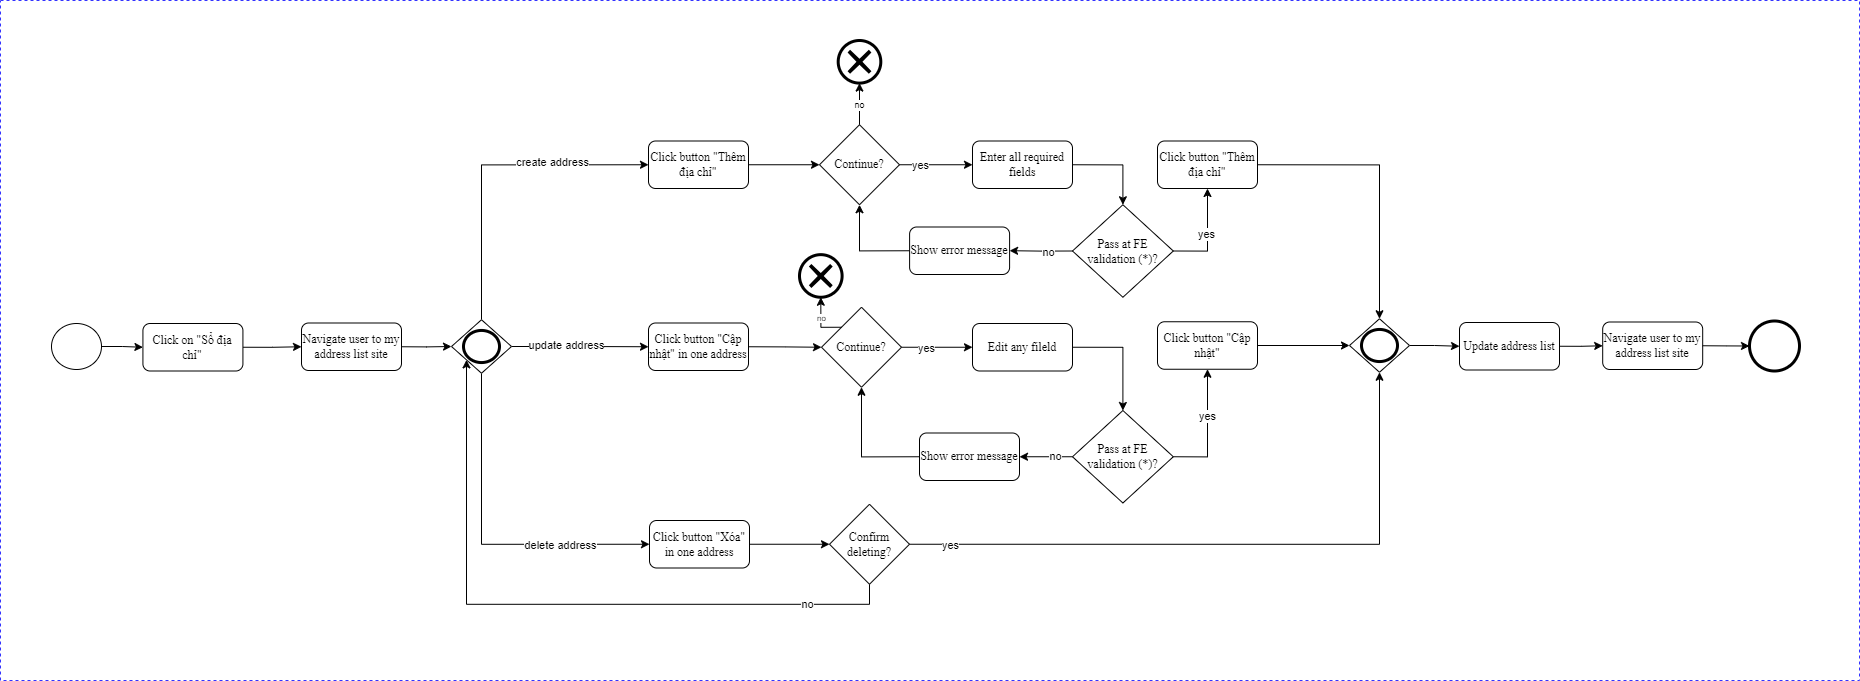 no
create address
Click button "Thêm
địa chỉ"
Continue?
yes
Enter all required
fields
Click button "Thêm
địa chỉ"
Show error message
no
Pass at FE
validation (*)?
yes
no
Click on "Sổ địa
chỉ"
Navigate user to my
address list site
update address
Click button "Cập
nhật" in one address
Continue?
yes
Edit any fileld
Click button "Cập
nhật"
Update address list
Navigate user to my
address list site
yes
Show error message
no
Pass at FE
validation (*)?
delete address
Click button "Xóa"
in one address
Confirm
deleting?
yes
no